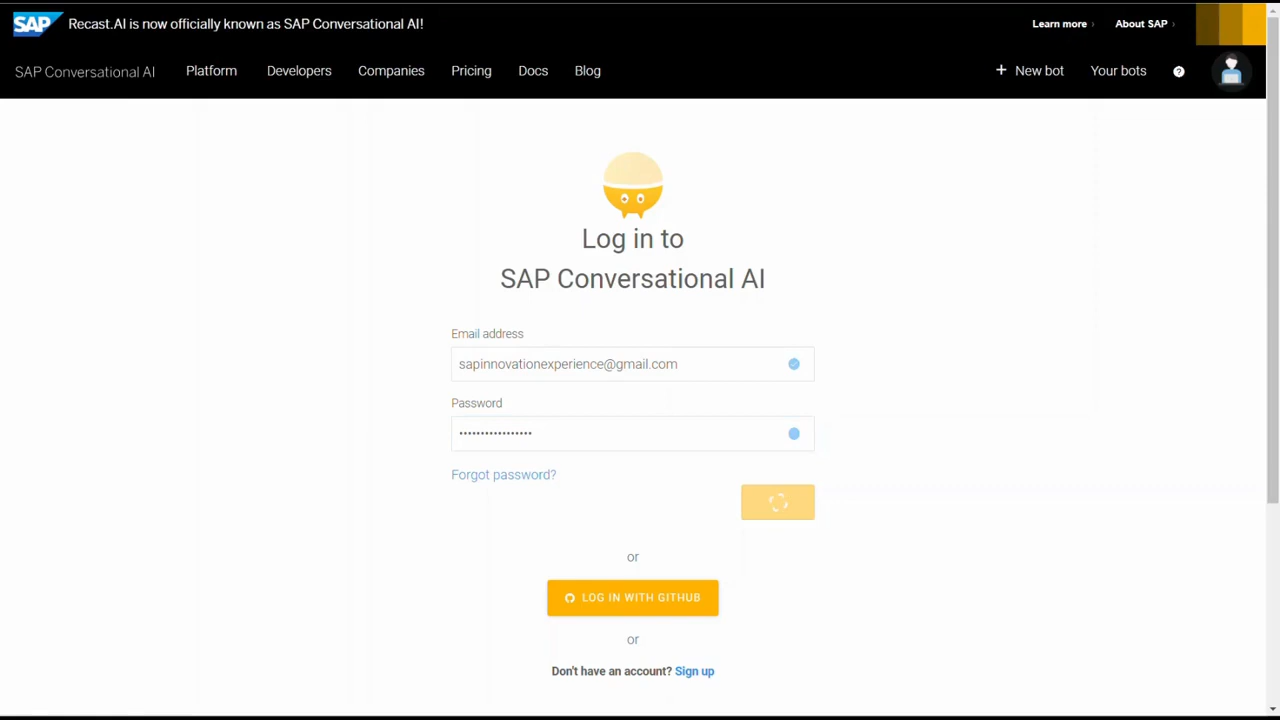 SAP Recast.AI is now officially known as SAP Conversational AI! Learn more › About SAP ›
SAP Conversational AI Platform Developers Companies Pricing Docs Blog + New bot Your bots ?
Log in to
SAP Conversational AI
Email address
sapinnovationexperience@gmail.com
Password
•••••••••••••••••
Forgot password?
or
LOG IN WITH GITHUB
or
Don't have an account? Sign up